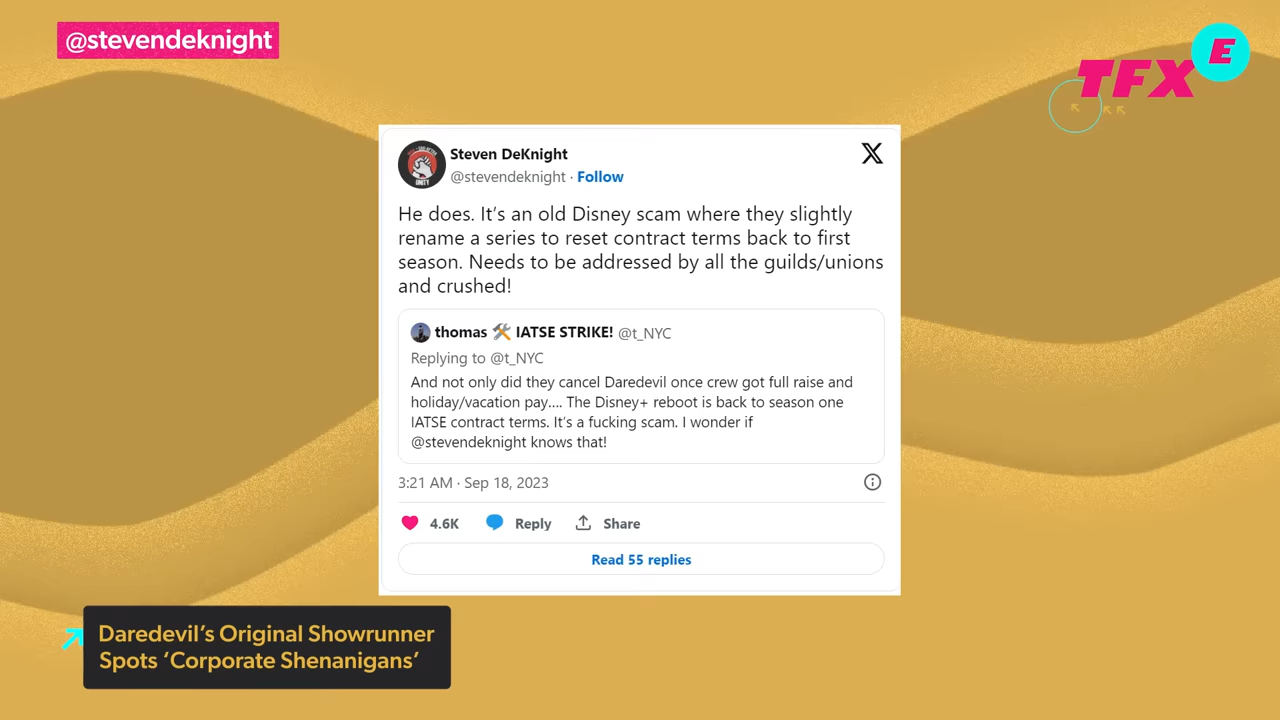 @stevendeknight
TFX
E
Steven DeKnight
@stevendeknight · Follow
X
He does. It’s an old Disney scam where they slightly
rename a series to reset contract terms back to first
season. Needs to be addressed by all the guilds/unions
and crushed!
thomas 🛠️ IATSE STRIKE! @t_NYC
Replying to @t_NYC
And not only did they cancel Daredevil once crew got full raise and
holiday/vacation pay.... The Disney+ reboot is back to season one
IATSE contract terms. It’s a fucking scam. I wonder if
@stevendeknight knows that!
3:21 AM · Sep 18, 2023
4.6K Reply Share
Read 55 replies
Daredevil’s Original Showrunner
Spots ‘Corporate Shenanigans’